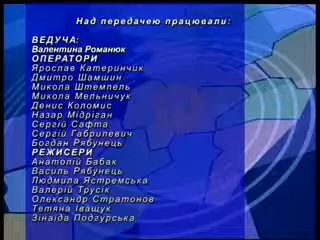 Над передачею працювали:
ВЕДУЧА:
Валентина Романюк
ОПЕРАТОРИ
Ярослав Катеринчик
Дмитро Шамшин
Микола Штемпель
Микола Мельничук
Денис Коломис
Назар Мідріган
Сергій Сафта
Сергій Габрилевич
Богдан Рябунець
РЕЖИСЕРИ
Анатолій Бабак
Василь Рябунець
Людмила Ястремська
Валерій Трусік
Олександр Стратонов
Тетяна Іващук
Зінаїда Подгурська